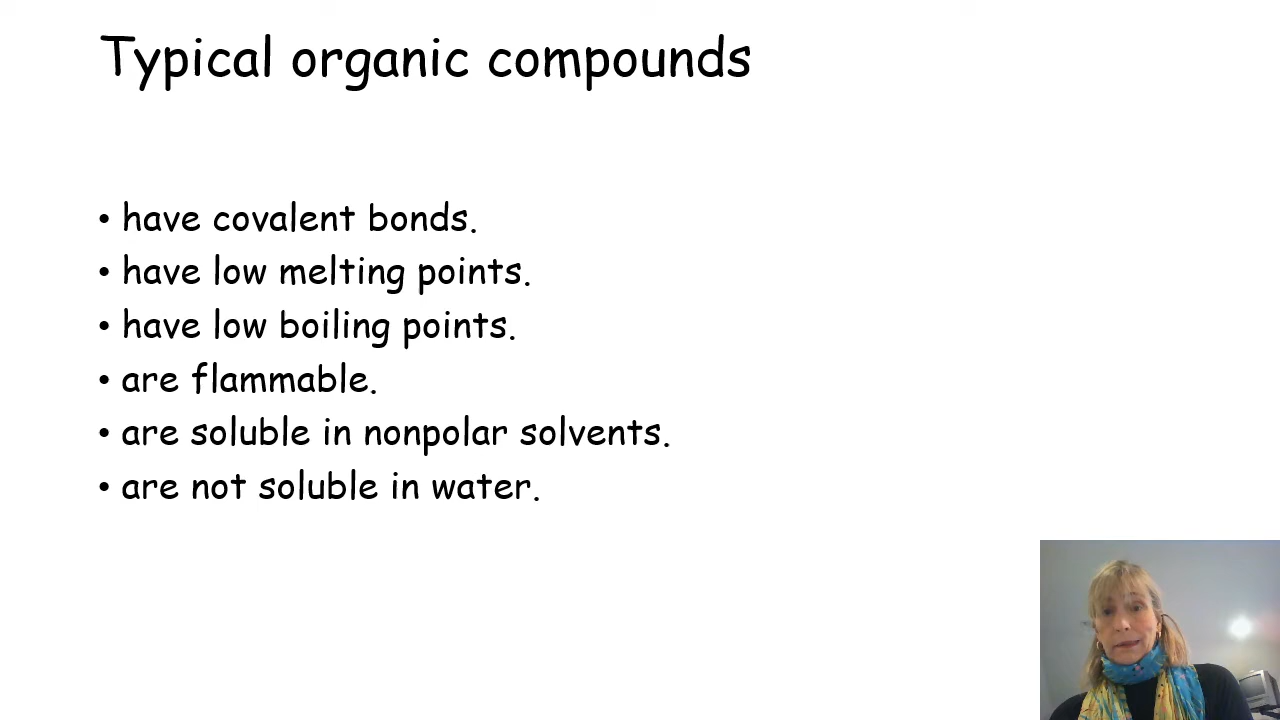 Typical organic compounds
• have covalent bonds.
• have low melting points.
• have low boiling points.
• are flammable.
• are soluble in nonpolar solvents.
• are not soluble in water.